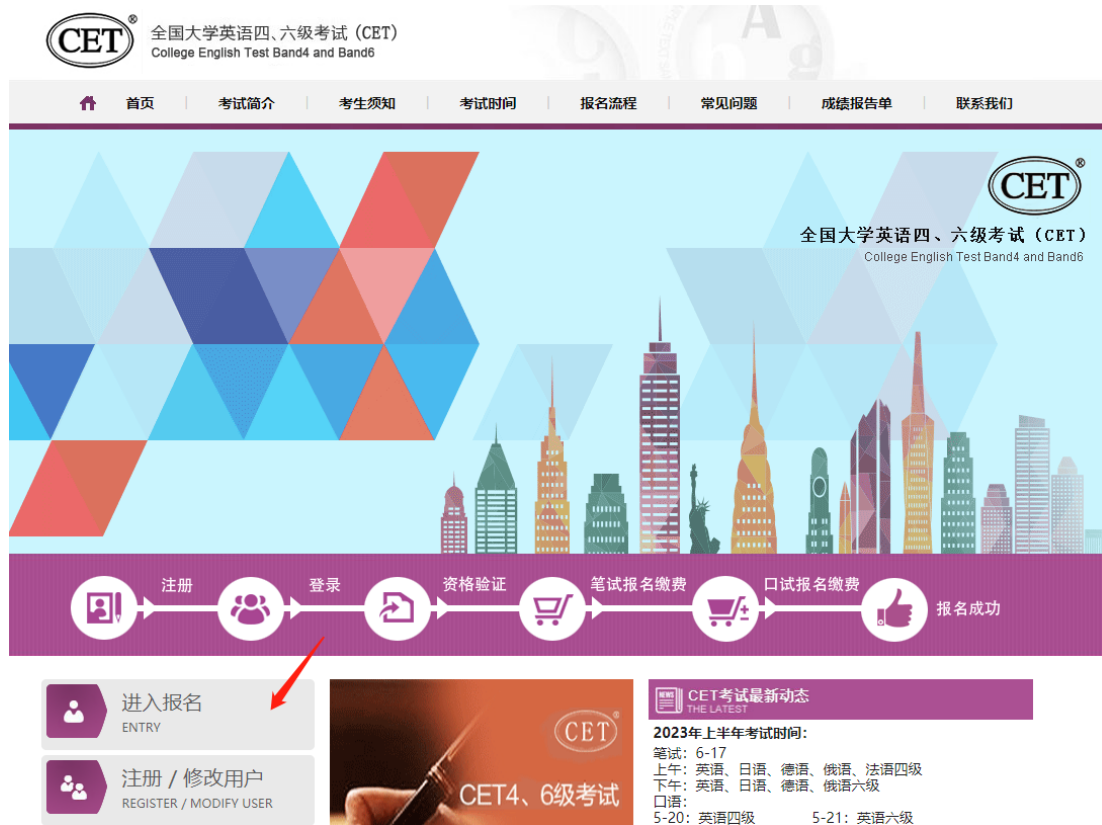 CET®
全国大学英语四、六级考试（CET）
College English Test Band4 and Band6
A
g
首页 考试简介 考生须知 考试时间 报名流程 常见问题 成绩报告单 联系我们
CET®
全国大学英语四、六级考试（CET）
College English Test Band4 and Band6
注册 登录 资格验证 笔试报名缴费 口试报名缴费 报名成功
进入报名
ENTRY
注册 / 修改用户
REGISTER / MODIFY USER
CET®
CET4、6级考试
NEWS
CET考试最新动态
THE LATEST
2023年上半年考试时间：
笔试：6-17
上午：英语、日语、德语、俄语、法语四级
下午：英语、日语、德语、俄语六级
口语：
5-20：英语四级 5-21：英语六级